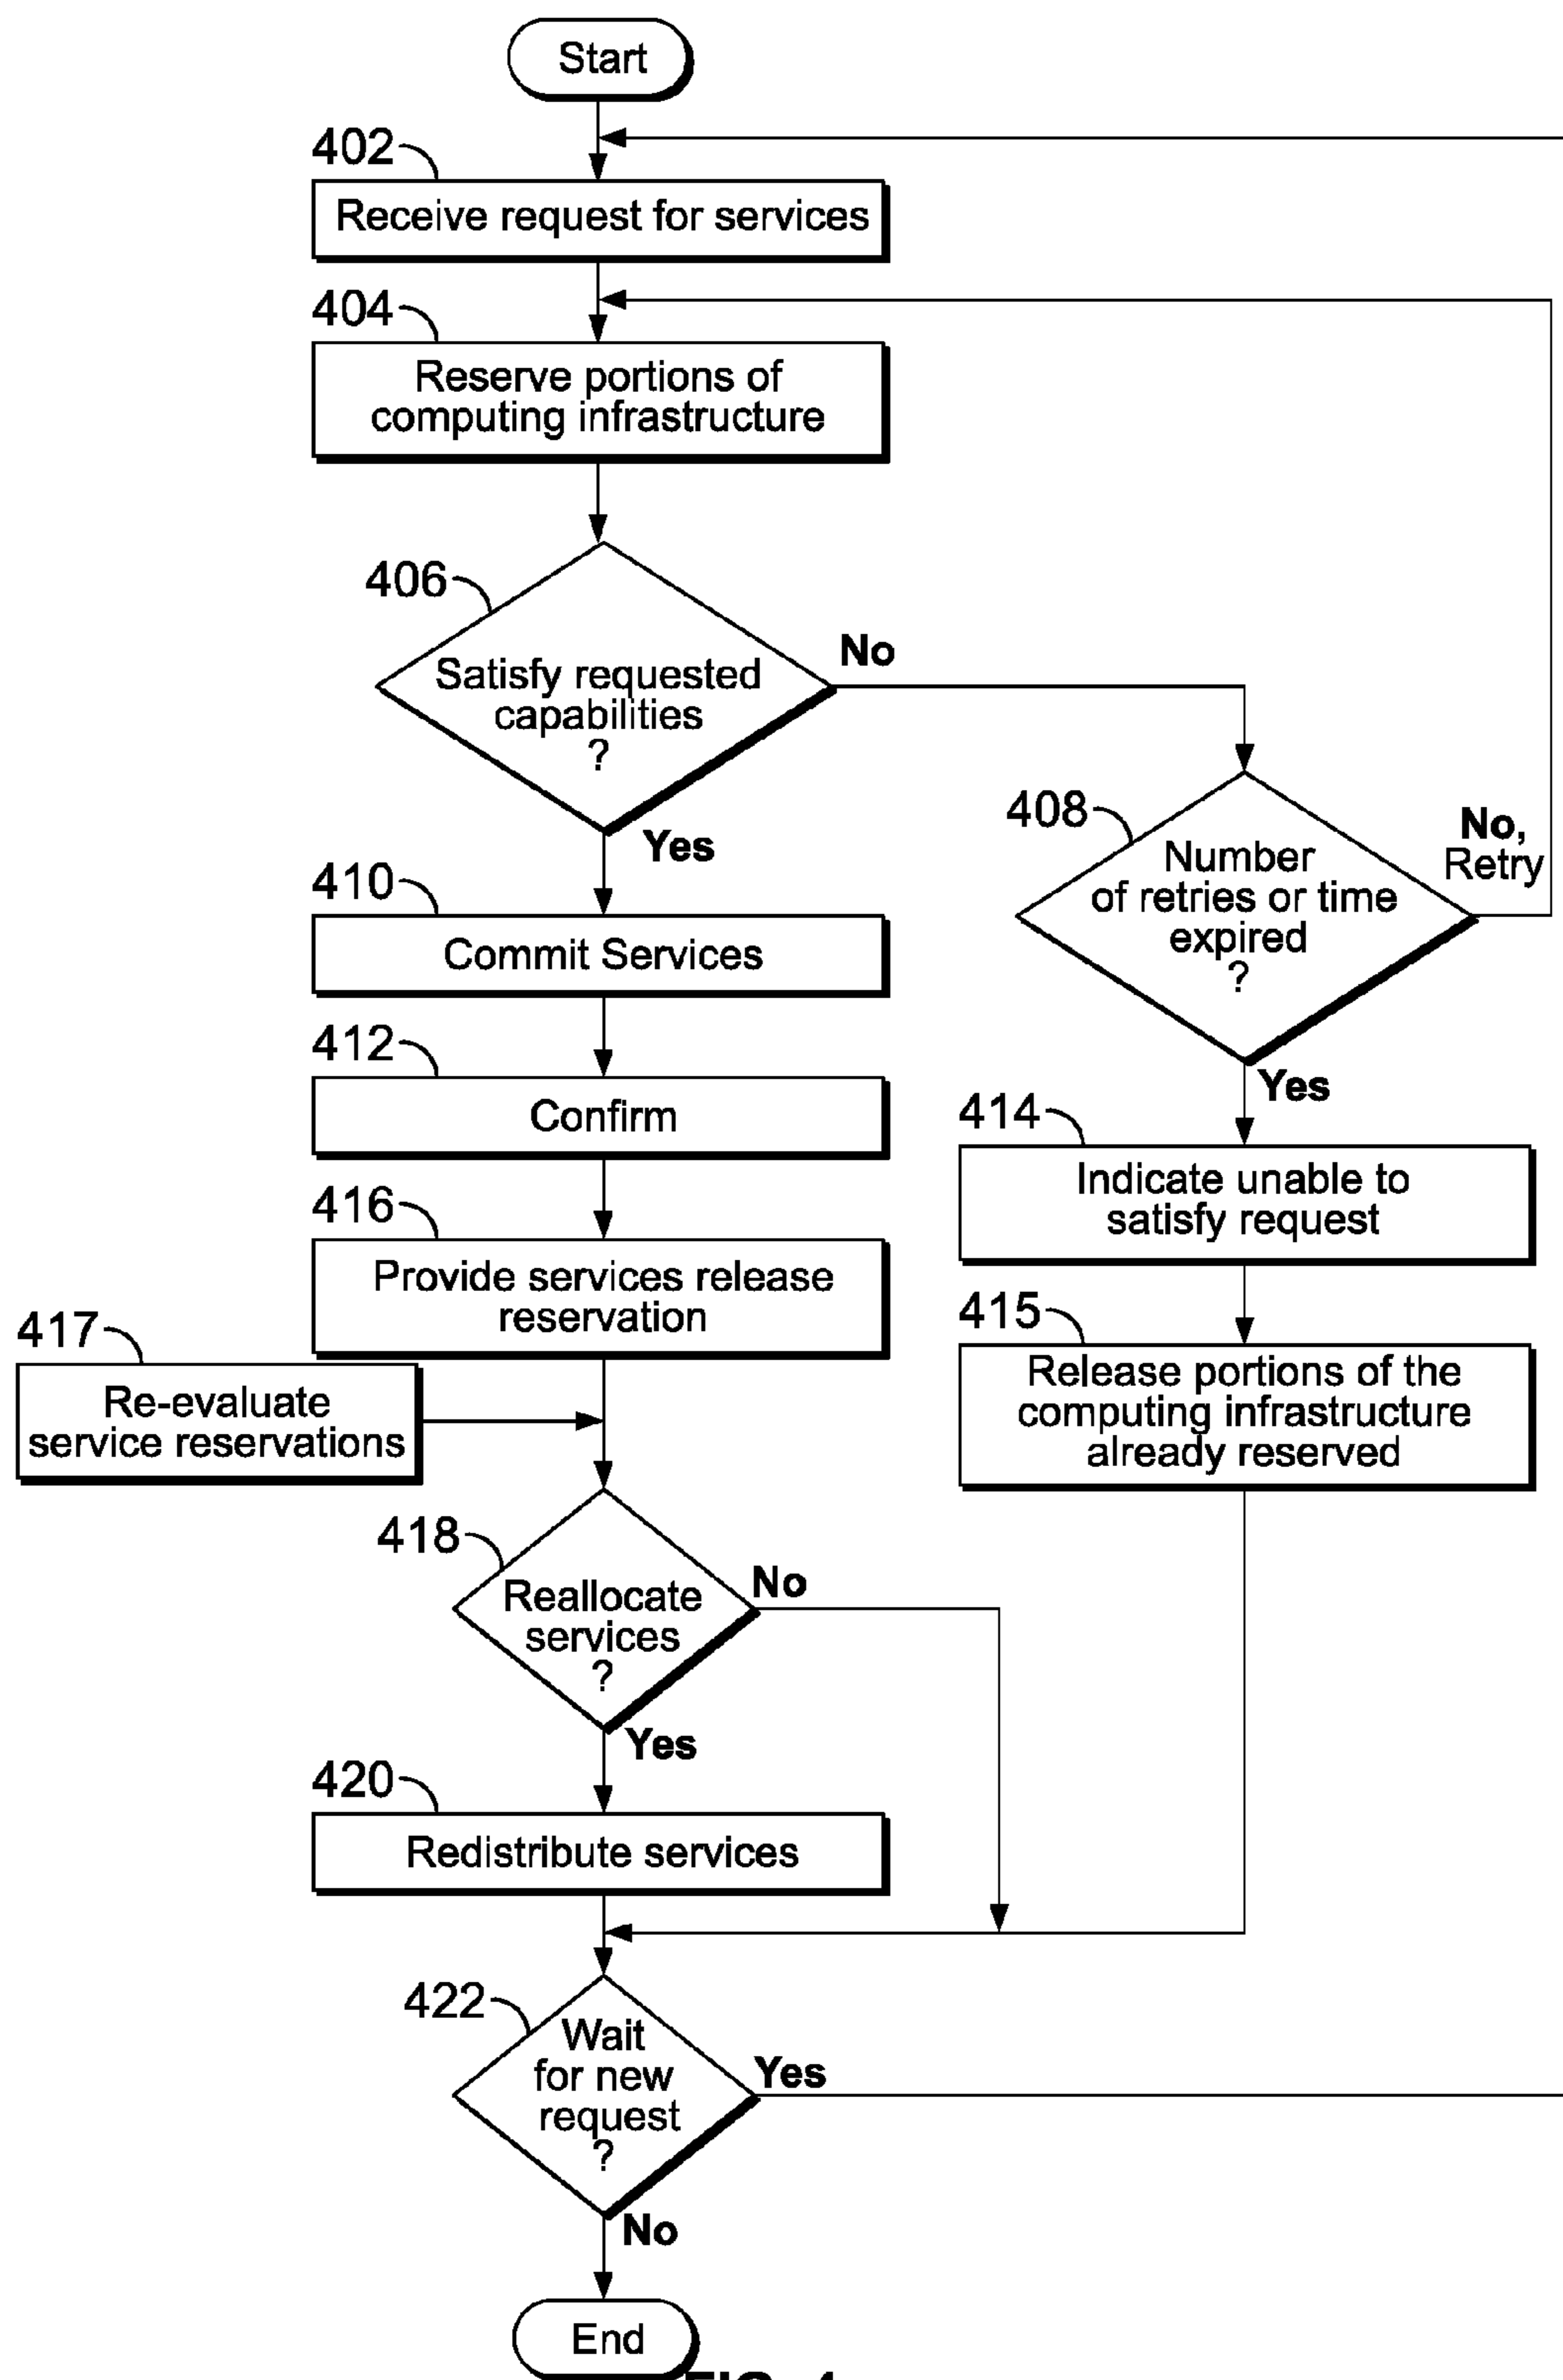 Start
402
Receive request for services
404
Reserve portions of
computing infrastructure
406
Satisfy requested
capabilities
?
No
Yes
408
Number
of retries or time
expired
?
No,
Retry
Yes
410
Commit Services
412
Confirm
414
Indicate unable to
satisfy request
416
Provide services release
reservation
415
Release portions of the
computing infrastructure
already reserved
417
Re-evaluate
service reservations
418
Reallocate
services
?
No
Yes
420
Redistribute services
422
Wait
for new
request
?
Yes
No
End